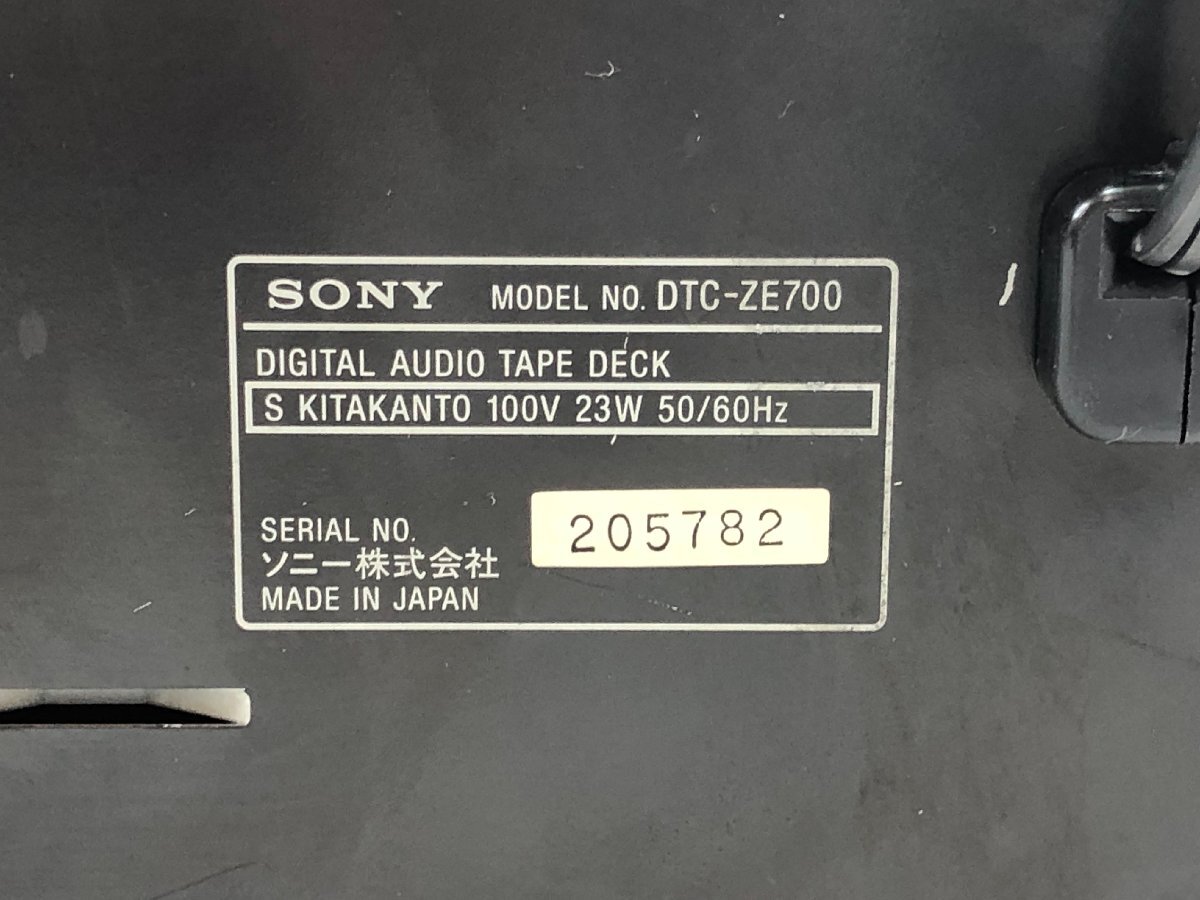 SONY MODEL NO. DTC-ZE700
DIGITAL AUDIO TAPE DECK
S KITAKANTO 100V 23W 50/60Hz
SERIAL NO. 205782
ソニー株式会社
MADE IN JAPAN